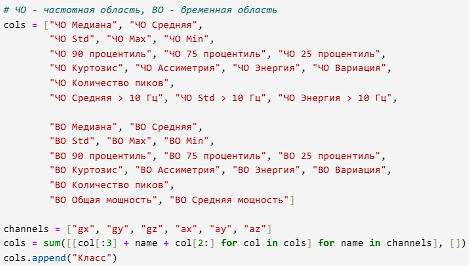 # ЧО - частотная область, ВО - временная область
cols = ["ЧО Медиана", "ЧО Средняя",
"ЧО Std", "ЧО Max", "ЧО Min",
"ЧО 90 процентиль", "ЧО 75 процентиль", "ЧО 25 процентиль",
"ЧО Куртозис", "ЧО Ассиметрия", "ЧО Энергия", "ЧО Вариация",
"ЧО Количество пиков",
"ЧО Средняя > 10 Гц", "ЧО Std > 10 Гц", "ЧО Энергия > 10 Гц",
"ВО Медиана", "ВО Средняя",
"ВО Std", "ВО Max", "ВО Min",
"ВО 90 процентиль", "ВО 75 процентиль", "ВО 25 процентиль",
"ВО Куртозис", "ВО Ассиметрия", "ВО Энергия", "ВО Вариация",
"ВО Количество пиков",
"ВО Общая мощность", "ВО Средняя мощность"]
channels = ["gx", "gy", "gz", "ax", "ay", "az"]
cols = sum([[col[:3] + name + col[2:] for col in cols] for name in channels], [])
cols.append("Класс")